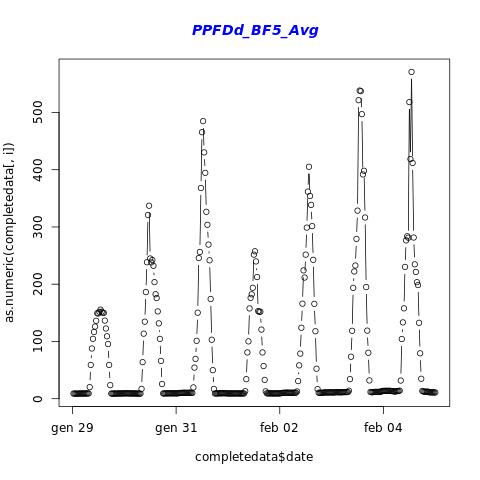 PPFDd_BF5_Avg
as.numeric(completedata[, i])
500
400
300
200
100
0
gen 29
gen 31
feb 02
feb 04
completedata$date